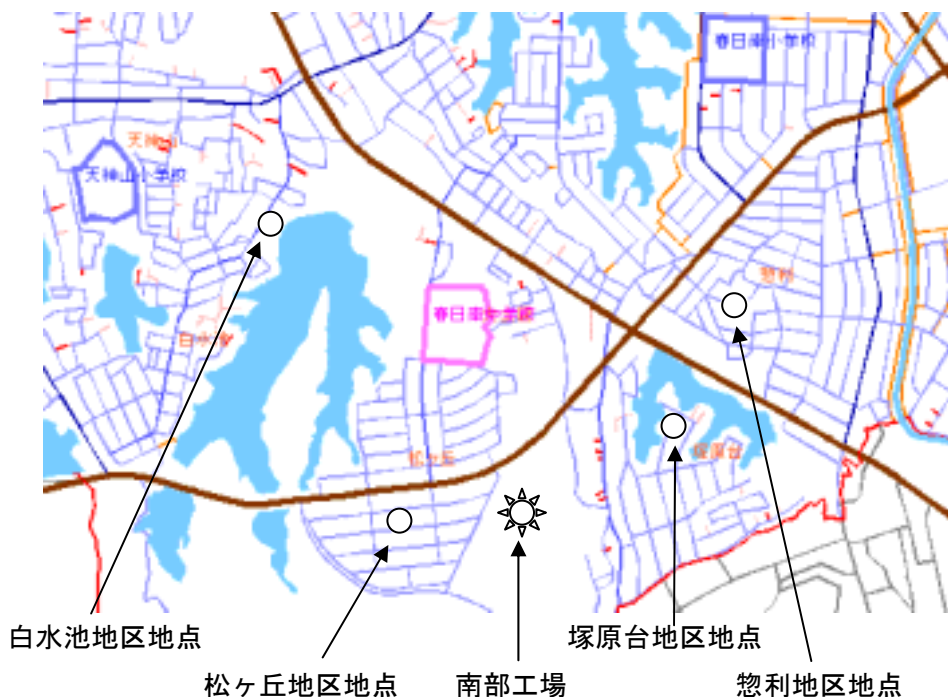 春日南小学校
天神山
天神山小学校
惣利
春日南中学校
白水池
松ヶ丘
塚原台
白水池地区地点
塚原台地区地点
松ヶ丘地区地点
南部工場
惣利地区地点